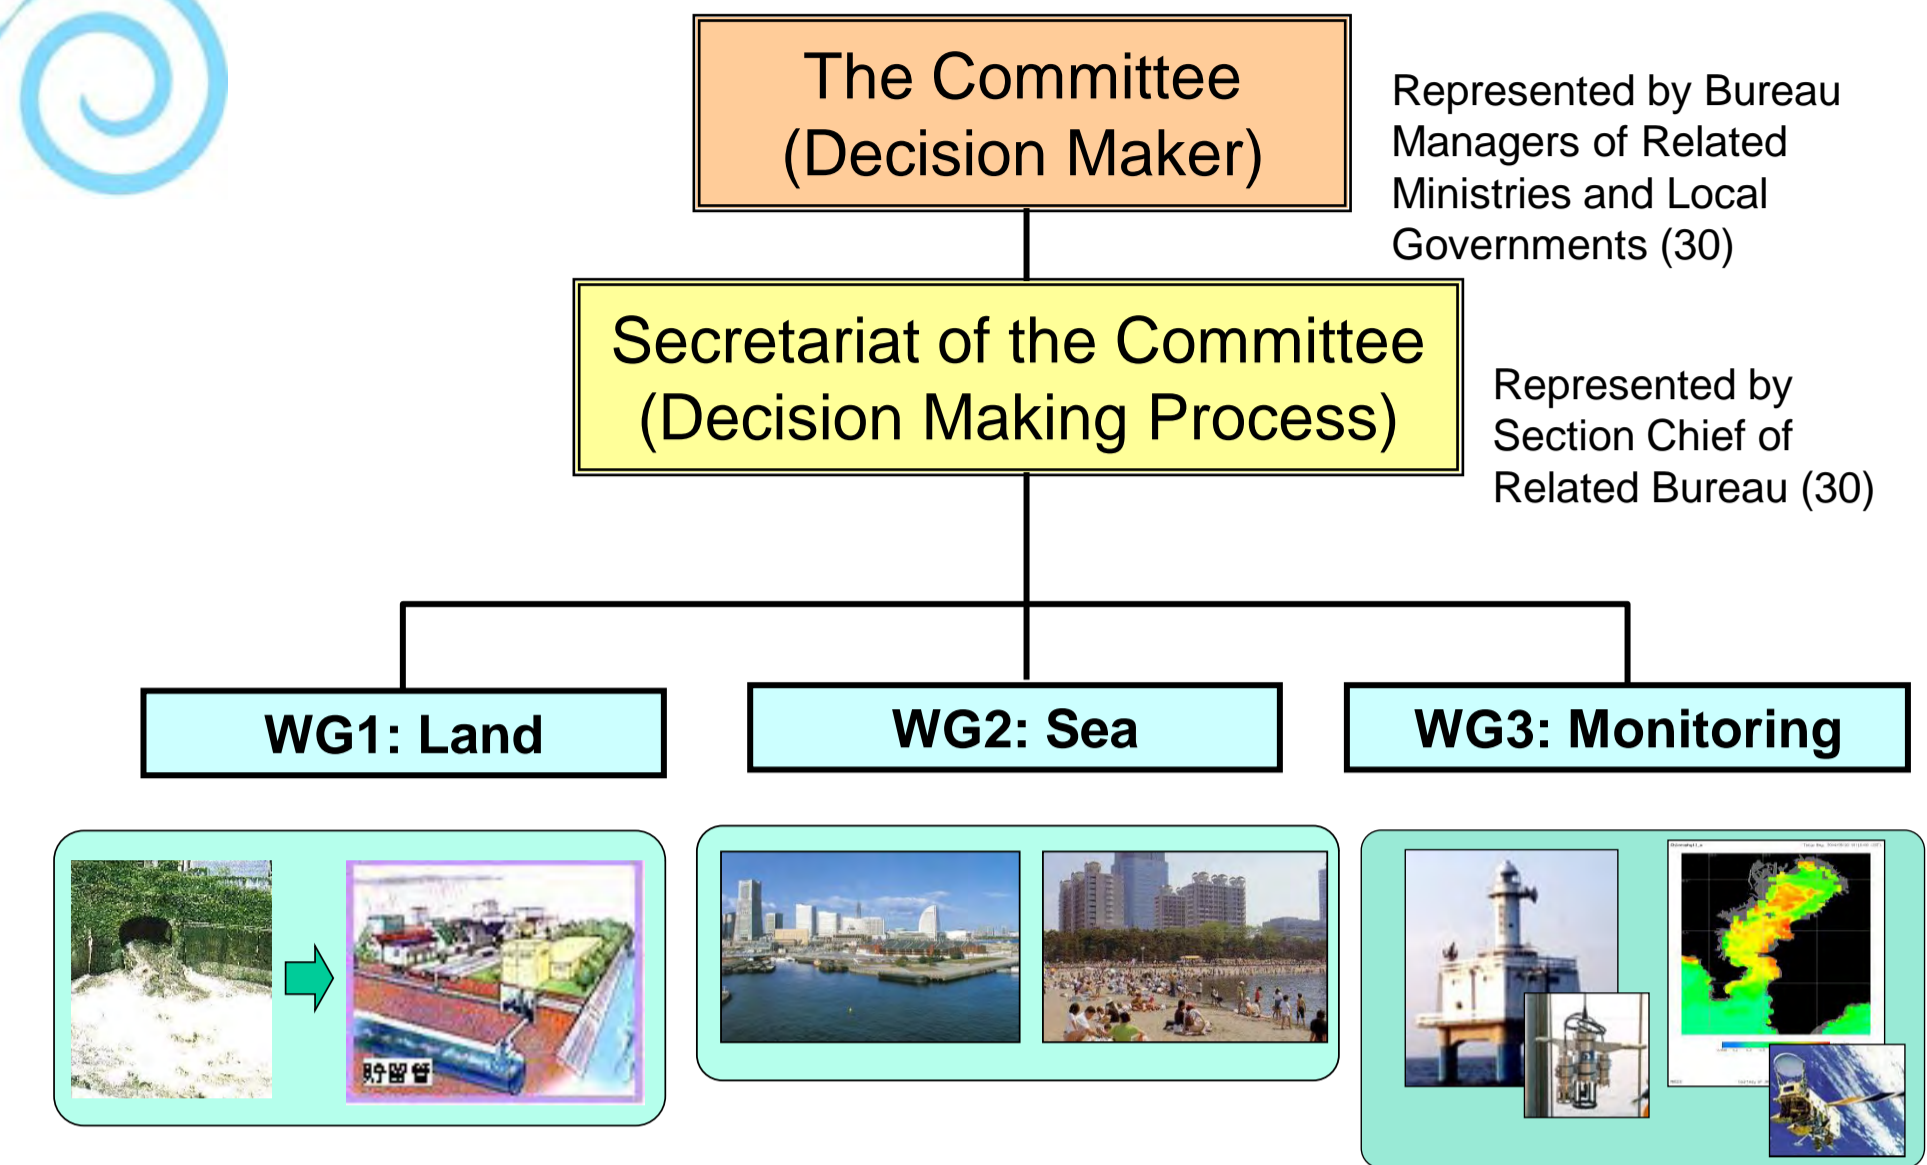 The Committee
(Decision Maker)
Represented by Bureau
Managers of Related
Ministries and Local
Governments (30)
Secretariat of the Committee
(Decision Making Process)
Represented by
Section Chief of
Related Bureau (30)
WG1: Land
WG2: Sea
WG3: Monitoring
貯留管